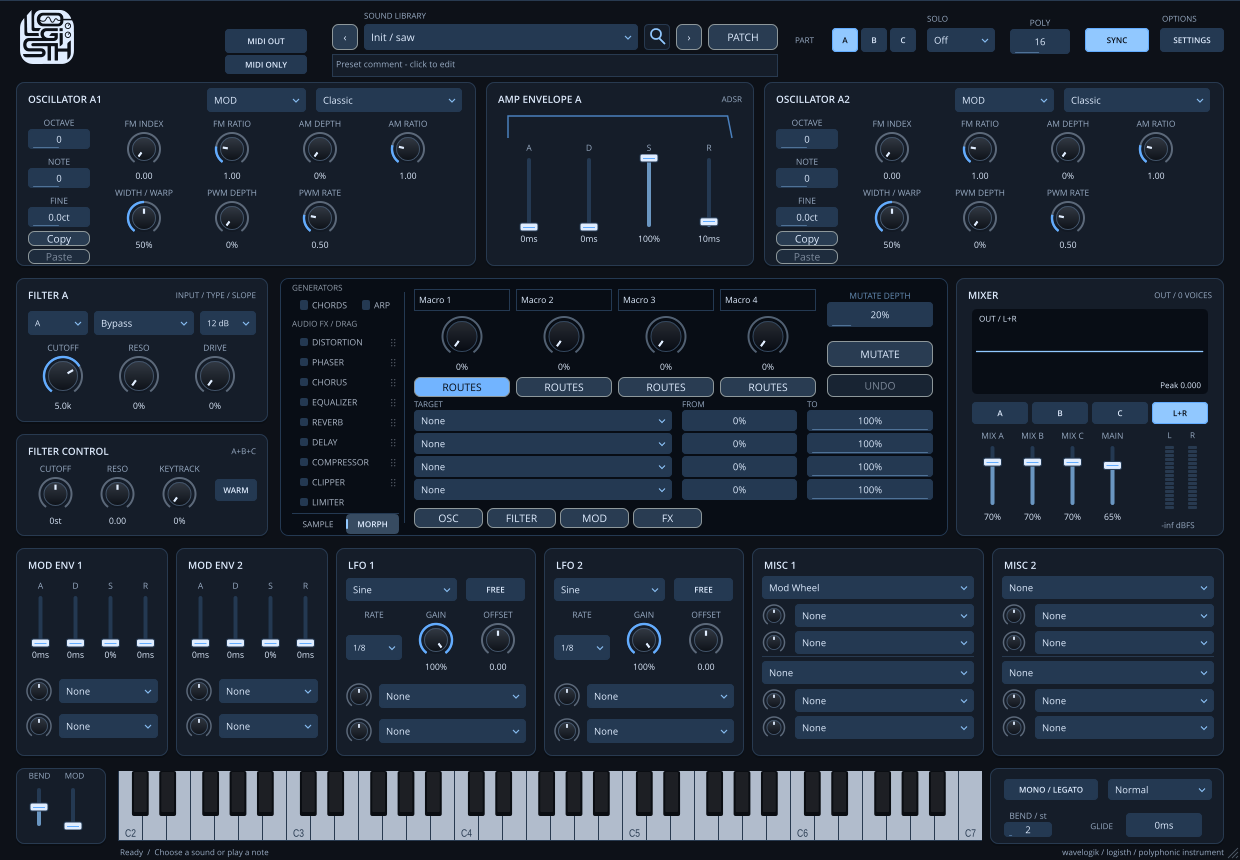 LOGISTH
SOUND LIBRARY
SOLO
POLY
OPTIONS
MIDI OUT
MIDI ONLY
‹
Init / saw
›
PATCH
PART
A
B
C
Off
16
SYNC
SETTINGS
Preset comment - click to edit
OSCILLATOR A1
MOD
Classic
OCTAVE
0
NOTE
0
FINE
0.0ct
Copy
Paste
FM INDEX
FM RATIO
AM DEPTH
AM RATIO
0.00
1.00
0%
1.00
WIDTH / WARP
PWM DEPTH
PWM RATE
50%
0%
0.50
AMP ENVELOPE A
ADSR
A
D
S
R
0ms
0ms
100%
10ms
OSCILLATOR A2
MOD
Classic
OCTAVE
0
NOTE
0
FINE
0.0ct
Copy
Paste
FM INDEX
FM RATIO
AM DEPTH
AM RATIO
0.00
1.00
0%
1.00
WIDTH / WARP
PWM DEPTH
PWM RATE
50%
0%
0.50
FILTER A
INPUT / TYPE / SLOPE
A
Bypass
12 dB
CUTOFF
RESO
DRIVE
5.0k
0%
0%
FILTER CONTROL
A+B+C
CUTOFF
RESO
KEYTRACK
WARM
0st
0.00
0%
GENERATORS
CHORDS
ARP
AUDIO FX / DRAG
DISTORTION
PHASER
CHORUS
EQUALIZER
REVERB
DELAY
COMPRESSOR
CLIPPER
LIMITER
SAMPLE
MORPH
Macro 1
Macro 2
Macro 3
Macro 4
0%
0%
0%
0%
ROUTES
ROUTES
ROUTES
ROUTES
MUTATE DEPTH
20%
MUTATE
UNDO
TARGET
FROM
TO
None
0%
100%
None
0%
100%
None
0%
100%
None
0%
100%
OSC
FILTER
MOD
FX
MIXER
OUT / 0 VOICES
OUT / L+R
Peak 0.000
A
B
C
L+R
MIX A
MIX B
MIX C
MAIN
L
R
70%
70%
70%
65%
-inf dBFS
MOD ENV 1
A
D
S
R
0ms
0ms
0%
0ms
None
None
MOD ENV 2
A
D
S
R
0ms
0ms
0%
0ms
None
None
LFO 1
Sine
FREE
RATE
GAIN
OFFSET
1/8
100%
0.00
None
None
LFO 2
Sine
FREE
RATE
GAIN
OFFSET
1/8
100%
0.00
None
None
MISC 1
Mod Wheel
None
None
None
None
None
MISC 2
None
None
None
None
None
None
BEND
MOD
C2
C3
C4
C5
C6
C7
MONO / LEGATO
Normal
BEND / st
2
GLIDE
0ms
Ready / Choose a sound or play a note
wavelogik / logisth / polyphonic instrument